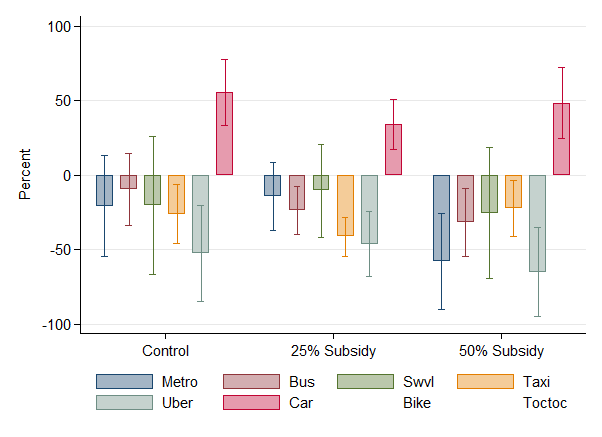 100
50
0
-50
-100
Percent
Control 25% Subsidy 50% Subsidy
Metro Bus Swvl Taxi
Uber Car Bike Toctoc